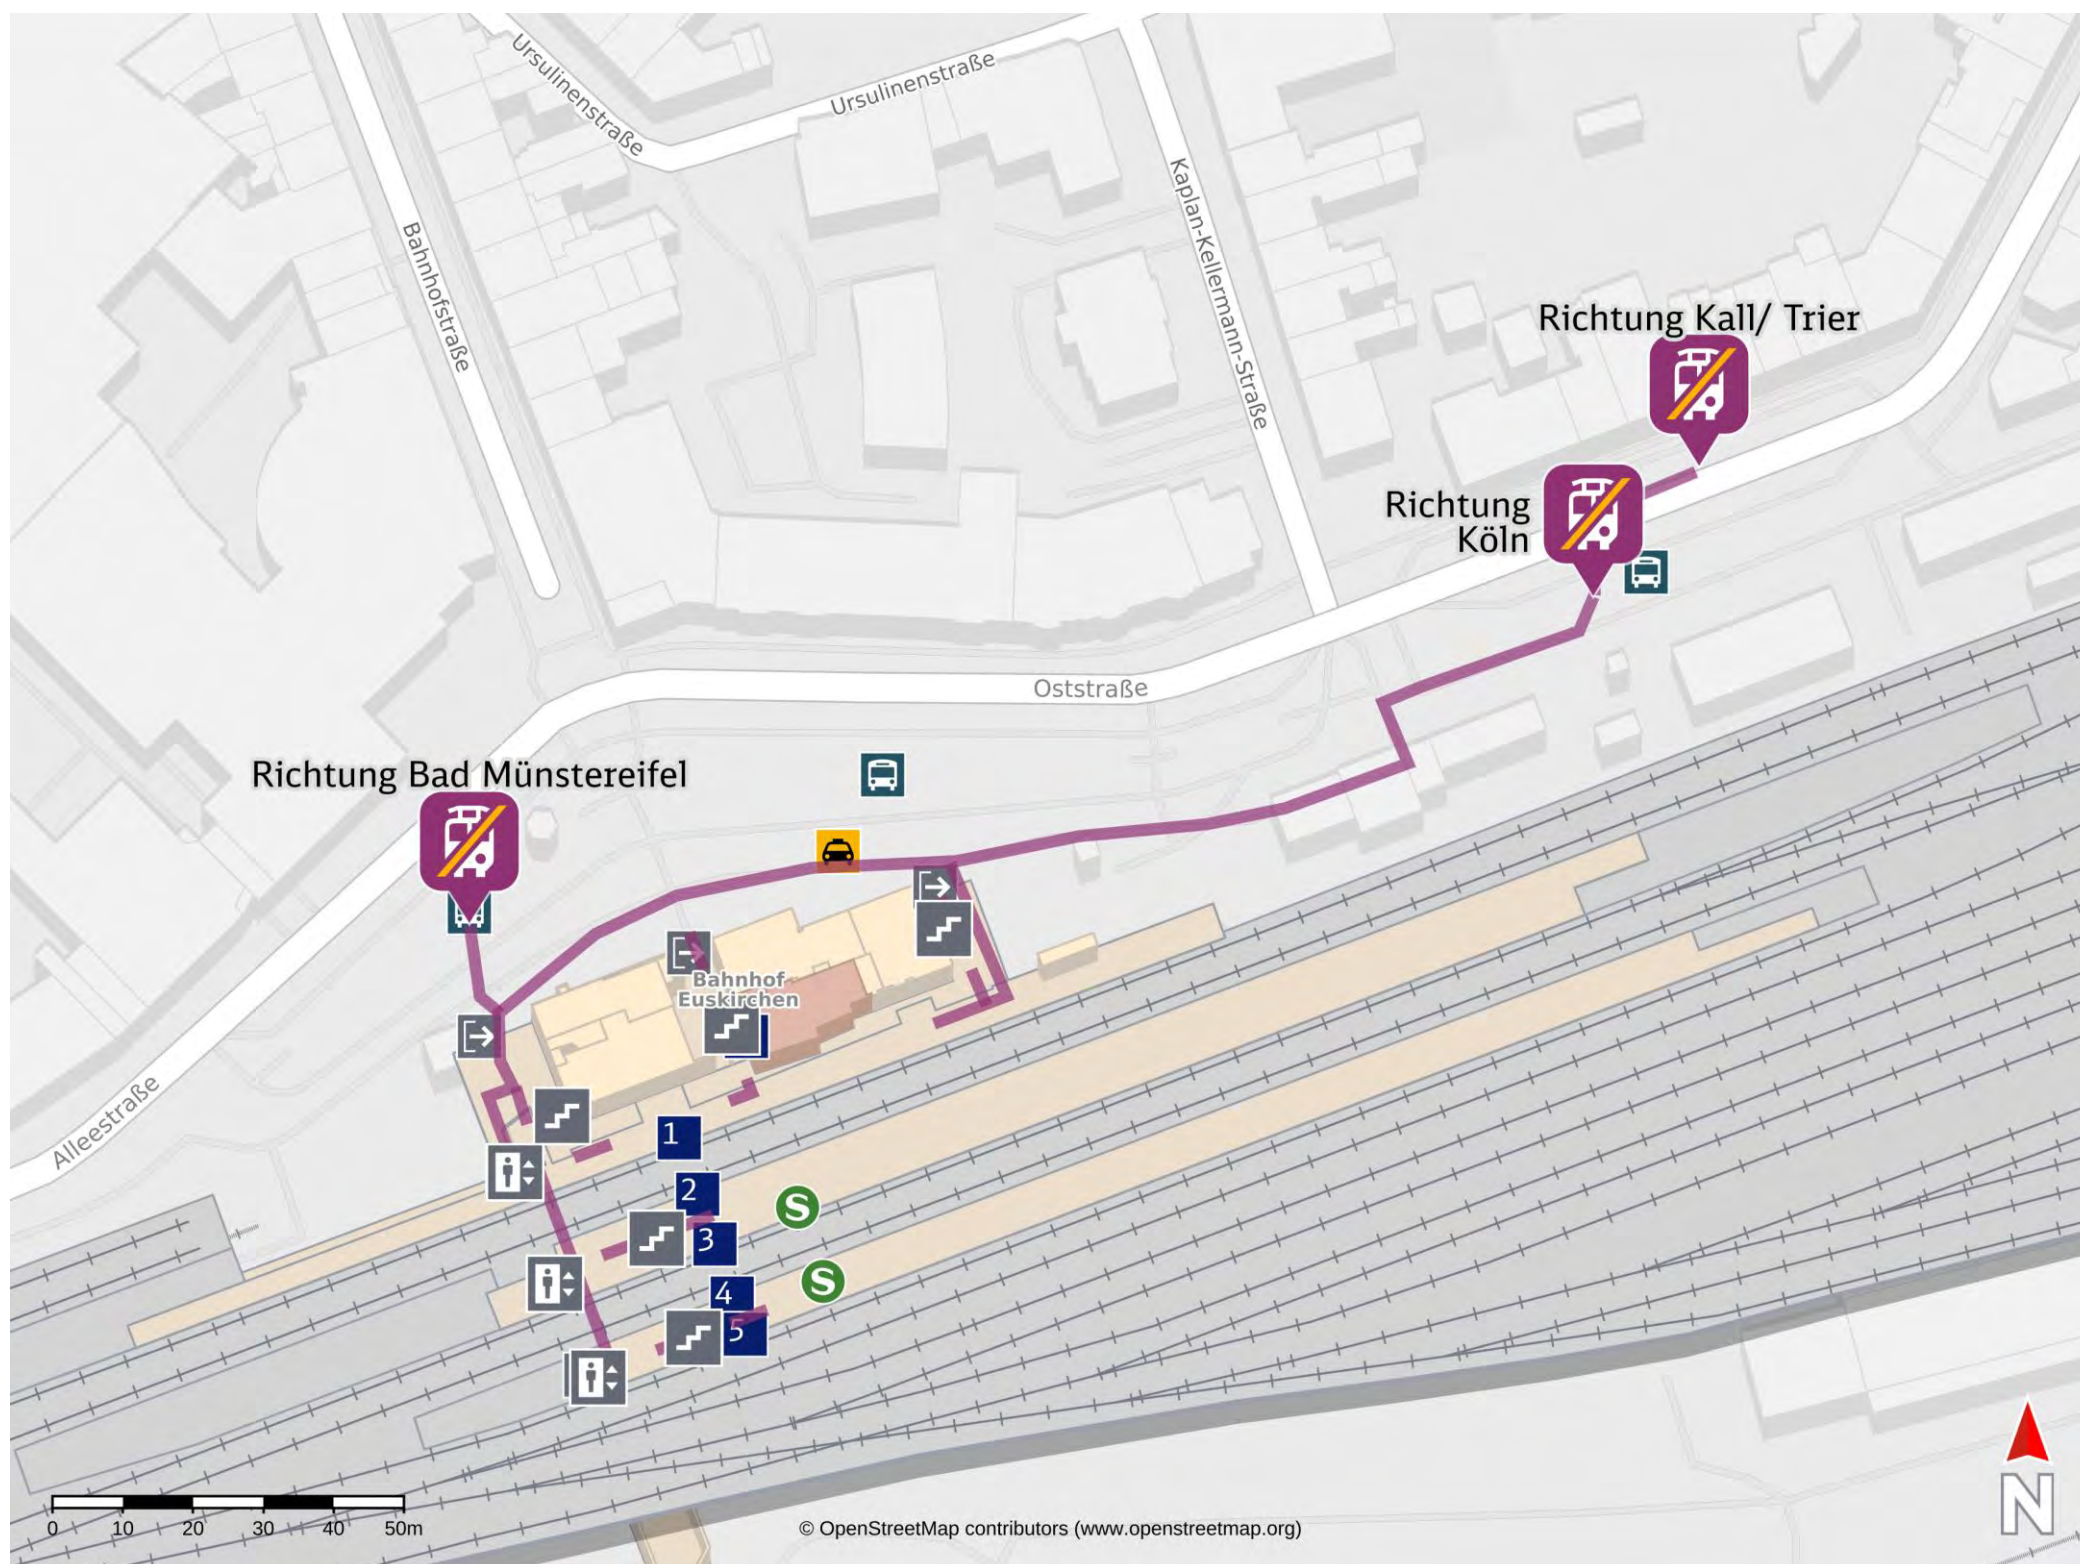 Ursulinenstraße
Ursulinenstraße
Bahnhofstraße
Kaplan-Kellermann-Straße
Richtung Kall/ Trier
Richtung
Köln
Oststraße
Richtung Bad Münstereifel
Bahnhof
Euskirchen
Alleestraße
1
2
S
3
S
4
5
0 10 20 30 40 50m
© OpenStreetMap contributors (www.openstreetmap.org)
N